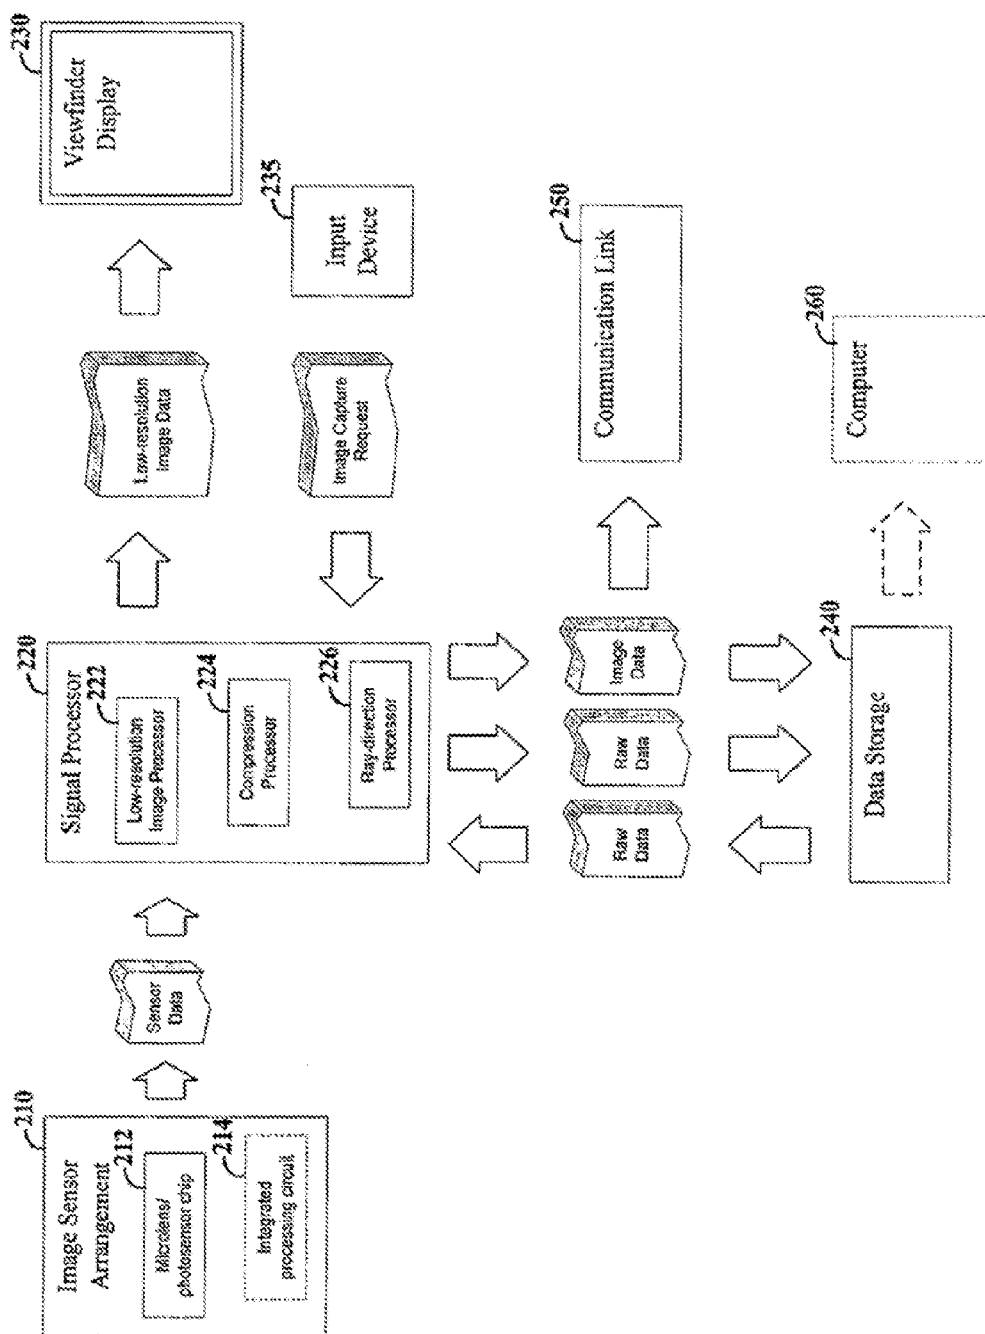 210
Image Sensor
Arrangement
212
Microlens/
photosensor chip
214
Integrated
processing circuit
Sensor
Data
220
Signal Processor
222
Low-resolution
Image Processor
224
Compression
Processor
226
Ray-direction
Processor
Low-resolution
Image Data
230
Viewfinder
Display
Image Capture
Request
235
Input
Device
Raw
Data
Raw
Data
Image
Data
250
Communication Link
240
Data Storage
260
Computer